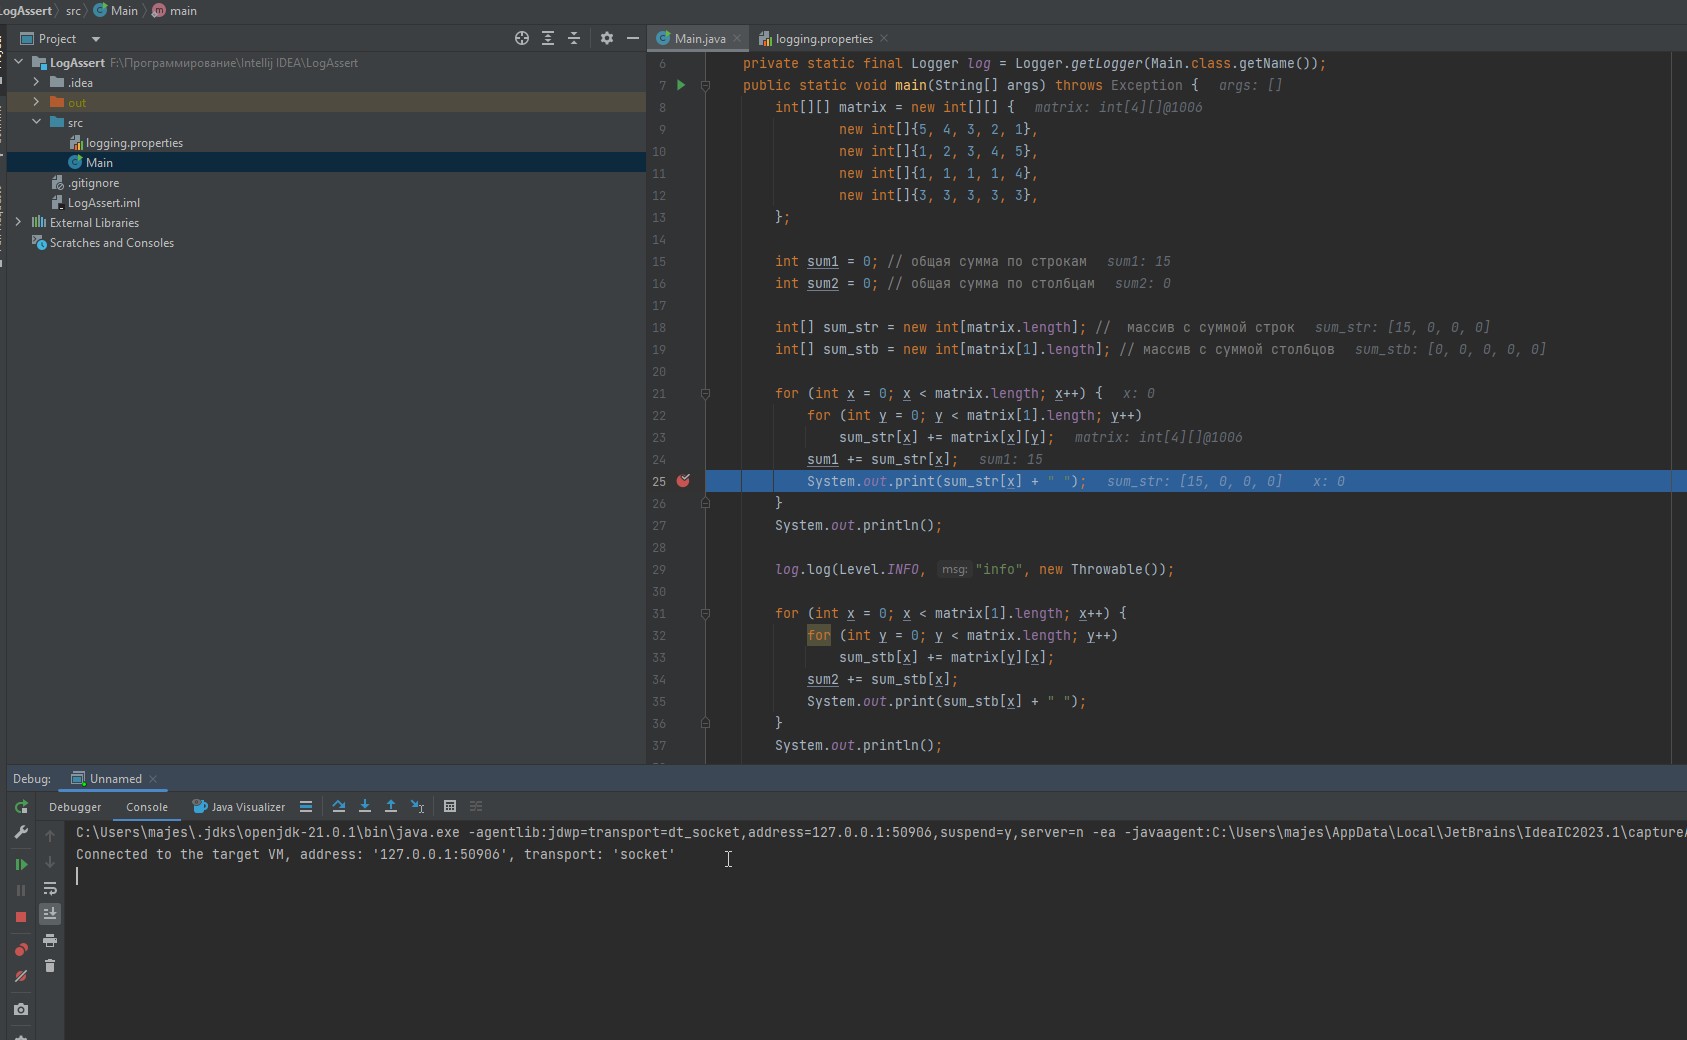 LogAssert src Main main
Project
LogAssert F:\Программирование\Intellij IDEA\LogAssert
.idea
out
src
logging.properties
Main
.gitignore
LogAssert.iml
External Libraries
Scratches and Consoles
Main.java logging.properties
6 private static final Logger log = Logger.getLogger(Main.class.getName());
7 public static void main(String[] args) throws Exception { args: []
8 int[][] matrix = new int[][] { matrix: int[4][]@1006
9 new int[]{5, 4, 3, 2, 1},
10 new int[]{1, 2, 3, 4, 5},
11 new int[]{1, 1, 1, 1, 4},
12 new int[]{3, 3, 3, 3, 3},
13 };
14
15 int sum1 = 0; // общая сумма по строкам sum1: 15
16 int sum2 = 0; // общая сумма по столбцам sum2: 0
17
18 int[] sum_str = new int[matrix.length]; // массив с суммой строк sum_str: [15, 0, 0, 0]
19 int[] sum_stb = new int[matrix[1].length]; // массив с суммой столбцов sum_stb: [0, 0, 0, 0, 0]
20
21 for (int x = 0; x < matrix.length; x++) { x: 0
22 for (int y = 0; y < matrix[1].length; y++)
23 sum_str[x] += matrix[x][y]; matrix: int[4][]@1006
24 sum1 += sum_str[x]; sum1: 15
25 System.out.print(sum_str[x] + " "); sum_str: [15, 0, 0, 0] x: 0
26 }
27 System.out.println();
28
29 log.log(Level.INFO, msg: "info", new Throwable());
30
31 for (int x = 0; x < matrix[1].length; x++) {
32 for (int y = 0; y < matrix.length; y++)
33 sum_stb[x] += matrix[y][x];
34 sum2 += sum_stb[x];
35 System.out.print(sum_stb[x] + " ");
36 }
37 System.out.println();
Debug: Unnamed
Debugger Console Java Visualizer
C:\Users\majes\.jdks\openjdk-21.0.1\bin\java.exe -agentlib:jdwp=transport=dt_socket,address=127.0.0.1:50906,suspend=y,server=n -ea -javaagent:C:\Users\majes\AppData\Local\JetBrains\IdeaIC2023.1\capture
Connected to the target VM, address: '127.0.0.1:50906', transport: 'socket'